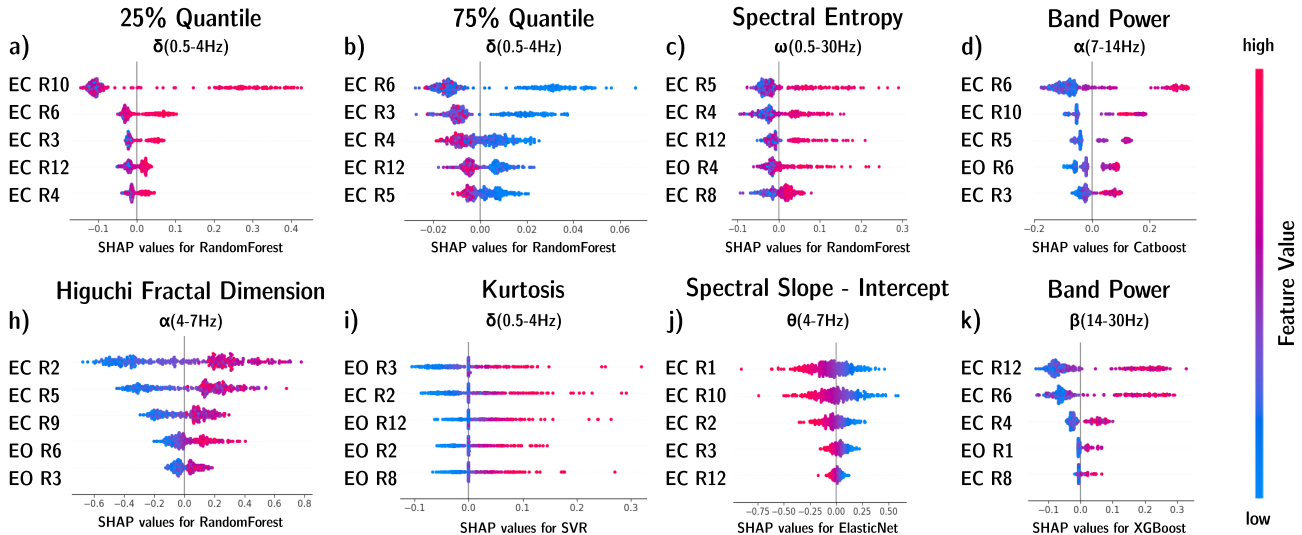 25% Quantile
δ(0.5-4Hz)
a)
EC R10
EC R6
EC R3
EC R12
EC R4
−0.1 0.0 0.1 0.2 0.3 0.4
SHAP values for RandomForest
75% Quantile
δ(0.5-4Hz)
b)
EC R6
EC R3
EC R4
EC R12
EC R5
−0.02 0.00 0.02 0.04 0.06
SHAP values for RandomForest
Spectral Entropy
ω(0.5-30Hz)
c)
EC R5
EC R4
EC R12
EO R4
EC R8
−0.1 0.0 0.1 0.2 0.3
SHAP values for RandomForest
Band Power
α(7-14Hz)
d)
EC R6
EC R10
EC R5
EO R6
EC R3
−0.2 0.0 0.2
SHAP values for Catboost
high
Feature Value
low
Higuchi Fractal Dimension
α(4-7Hz)
h)
EC R2
EC R5
EC R9
EO R6
EO R3
−0.6 −0.4 −0.2 0.0 0.2 0.4 0.6 0.8
SHAP values for RandomForest
Kurtosis
δ(0.5-4Hz)
i)
EO R3
EC R2
EO R12
EO R2
EO R8
−0.1 0.0 0.1 0.2 0.3
SHAP values for SVR
Spectral Slope - Intercept
θ(4-7Hz)
j)
EC R1
EC R10
EC R2
EC R3
EC R12
−0.75 −0.50 −0.25 0.00 0.25 0.50
SHAP values for ElasticNet
Band Power
β(14-30Hz)
k)
EC R12
EC R6
EC R4
EO R1
EC R8
−0.1 0.0 0.1 0.2 0.3
SHAP values for XGBoost